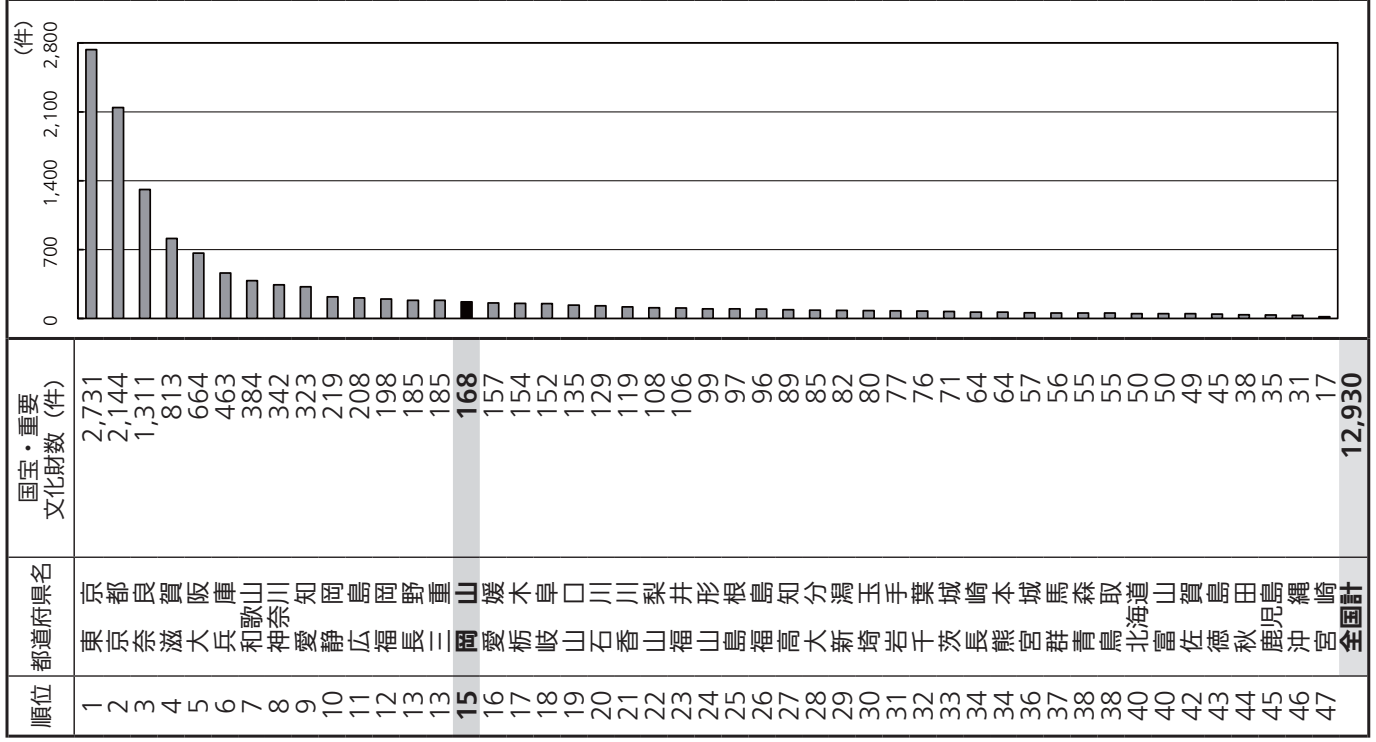 順位 都道府県名 国宝・重要文化財数（件）
（件）
0 700 1,400 2,100 2,800
1 東京 2,731
2 京都 2,144
3 奈良 1,311
4 滋賀 813
5 大阪 664
6 兵庫 463
7 和歌山 384
8 神奈川 342
9 愛知 323
10 静岡 219
11 広島 208
12 福岡 198
13 長野 185
13 三重 185
15 岡山 168
16 愛媛 157
17 栃木 154
18 岐阜 152
19 山口 135
20 石川 129
21 香川 119
22 山梨 108
23 福井 106
24 山形 99
25 島根 97
26 福島 96
27 高知 89
28 大分 85
29 新潟 82
30 埼玉 80
31 岩手 77
32 千葉 76
33 茨城 71
34 長崎 64
34 熊本 64
36 宮城 57
37 群馬 56
38 青森 55
38 鳥取 55
40 北海道 50
40 富山 50
42 佐賀 49
43 徳島 45
44 秋田 38
45 鹿児島 35
46 沖縄 31
47 宮崎 17
全国計 12,930